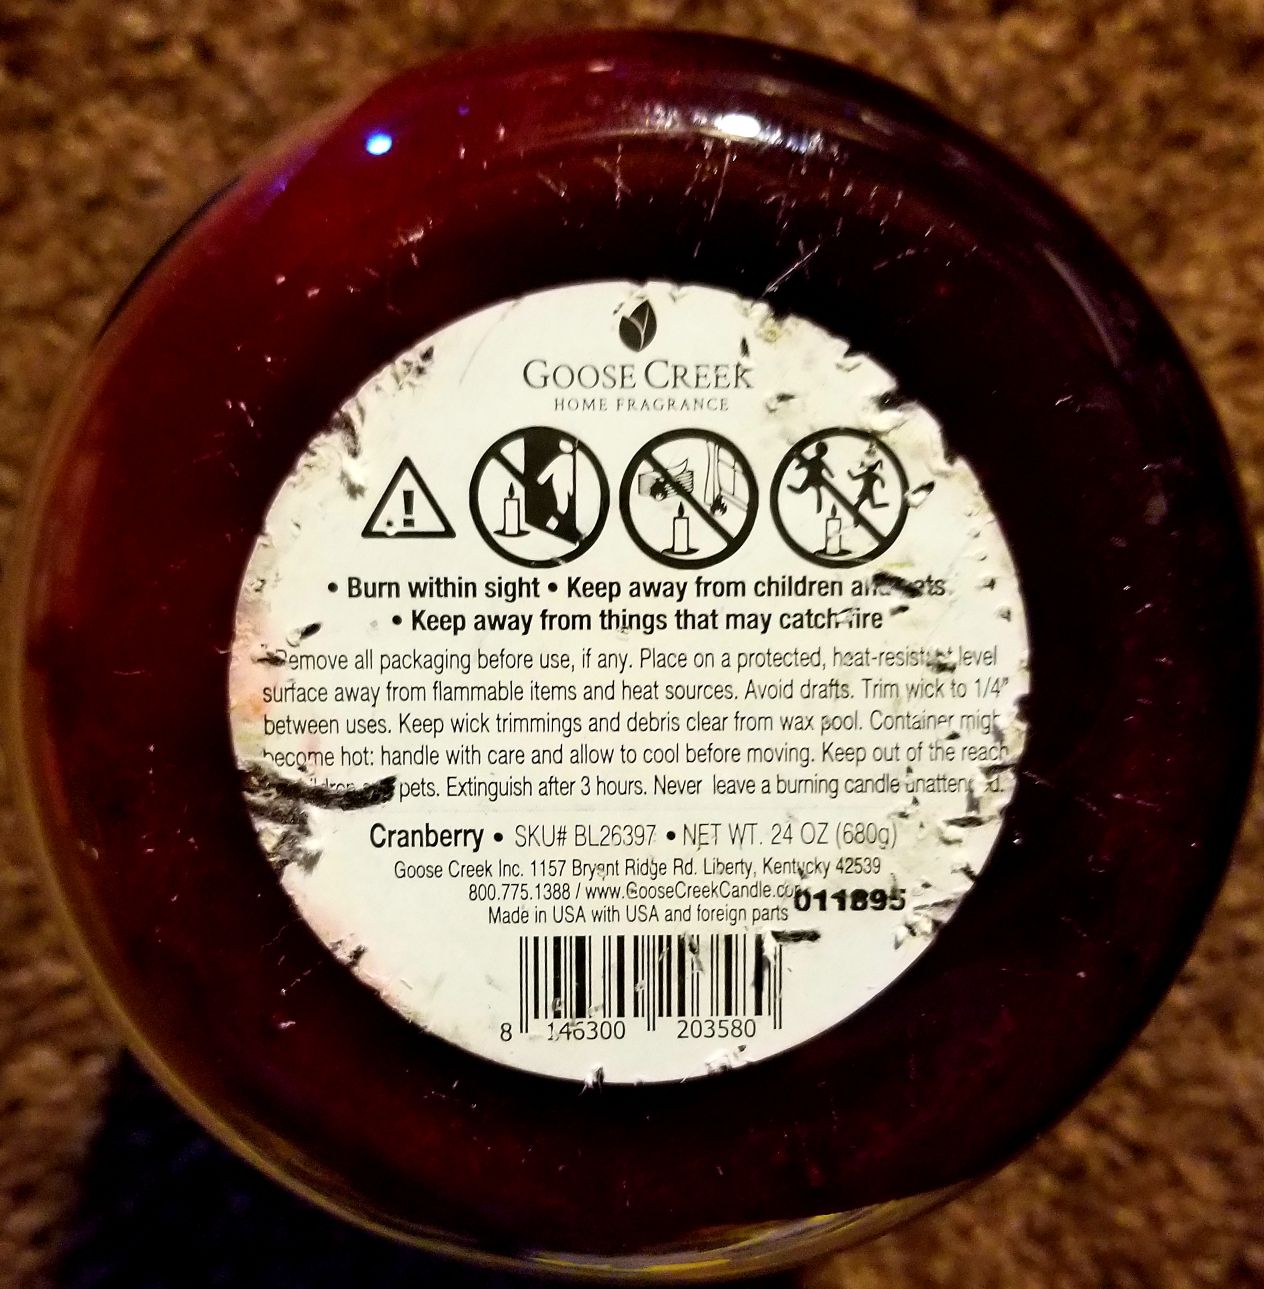 GOOSE CREEK
HOME FRAGRANCE
• Burn within sight • Keep away from children
• Keep away from things that may catch fire
Remove all packaging before use, if any. Place on a protected, heat-resistant level
surface away from flammable items and heat sources. Avoid drafts. Trim wick to 1/4"
between uses. Keep wick trimmings and debris clear from wax pool. Container
become hot: handle with care and allow to cool before moving. Keep out of the reach
pets. Extinguish after 3 hours. Never leave a burning candle unattended.
Cranberry • SKU# BL26397 • NET WT. 24 OZ (680g)
Goose Creek Inc. 1157 Bryant Ridge Rd. Liberty, Kentucky 42539
800.775.1388 / www.GooseCreekCandle.com 011895
Made in USA with USA and foreign parts
8 146300 203580